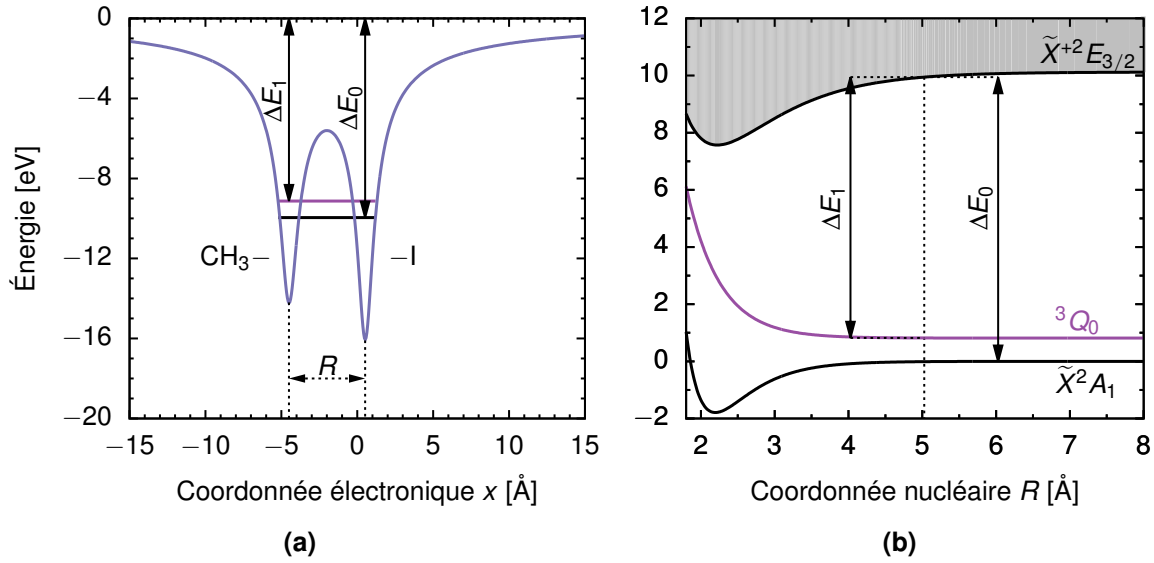 0
−4
−8
−12
−16
−20
Énergie [eV]
ΔE₁
ΔE₀
CH₃−
−I
R
−15
−10
−5
0
5
10
15
Coordonnée électronique x [Å]
(a)
12
10
8
6
4
2
0
−2
X̃⁺²E₃/₂
ΔE₁
ΔE₀
³Q₀
X̃²A₁
2
3
4
5
6
7
8
Coordonnée nucléaire R [Å]
(b)